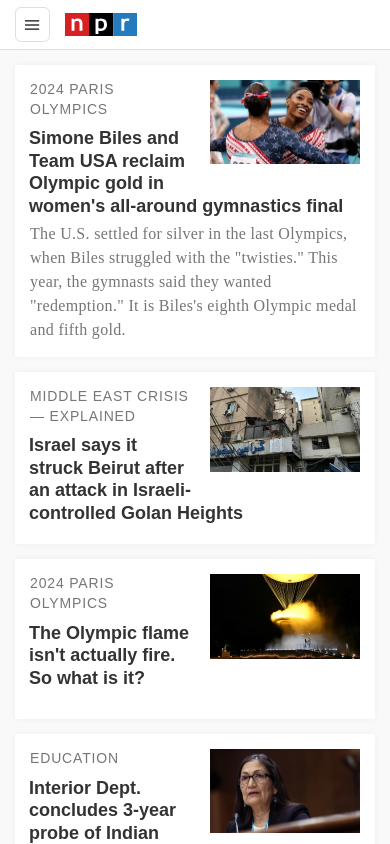 npr
2024 PARIS
OLYMPICS
Simone Biles and
Team USA reclaim
Olympic gold in
women's all-around gymnastics final
The U.S. settled for silver in the last Olympics,
when Biles struggled with the "twisties." This
year, the gymnasts said they wanted
"redemption." It is Biles's eighth Olympic medal
and fifth gold.
MIDDLE EAST CRISIS
— EXPLAINED
Israel says it
struck Beirut after
an attack in Israeli-
controlled Golan Heights
2024 PARIS
OLYMPICS
The Olympic flame
isn't actually fire.
So what is it?
EDUCATION
Interior Dept.
concludes 3-year
probe of Indian